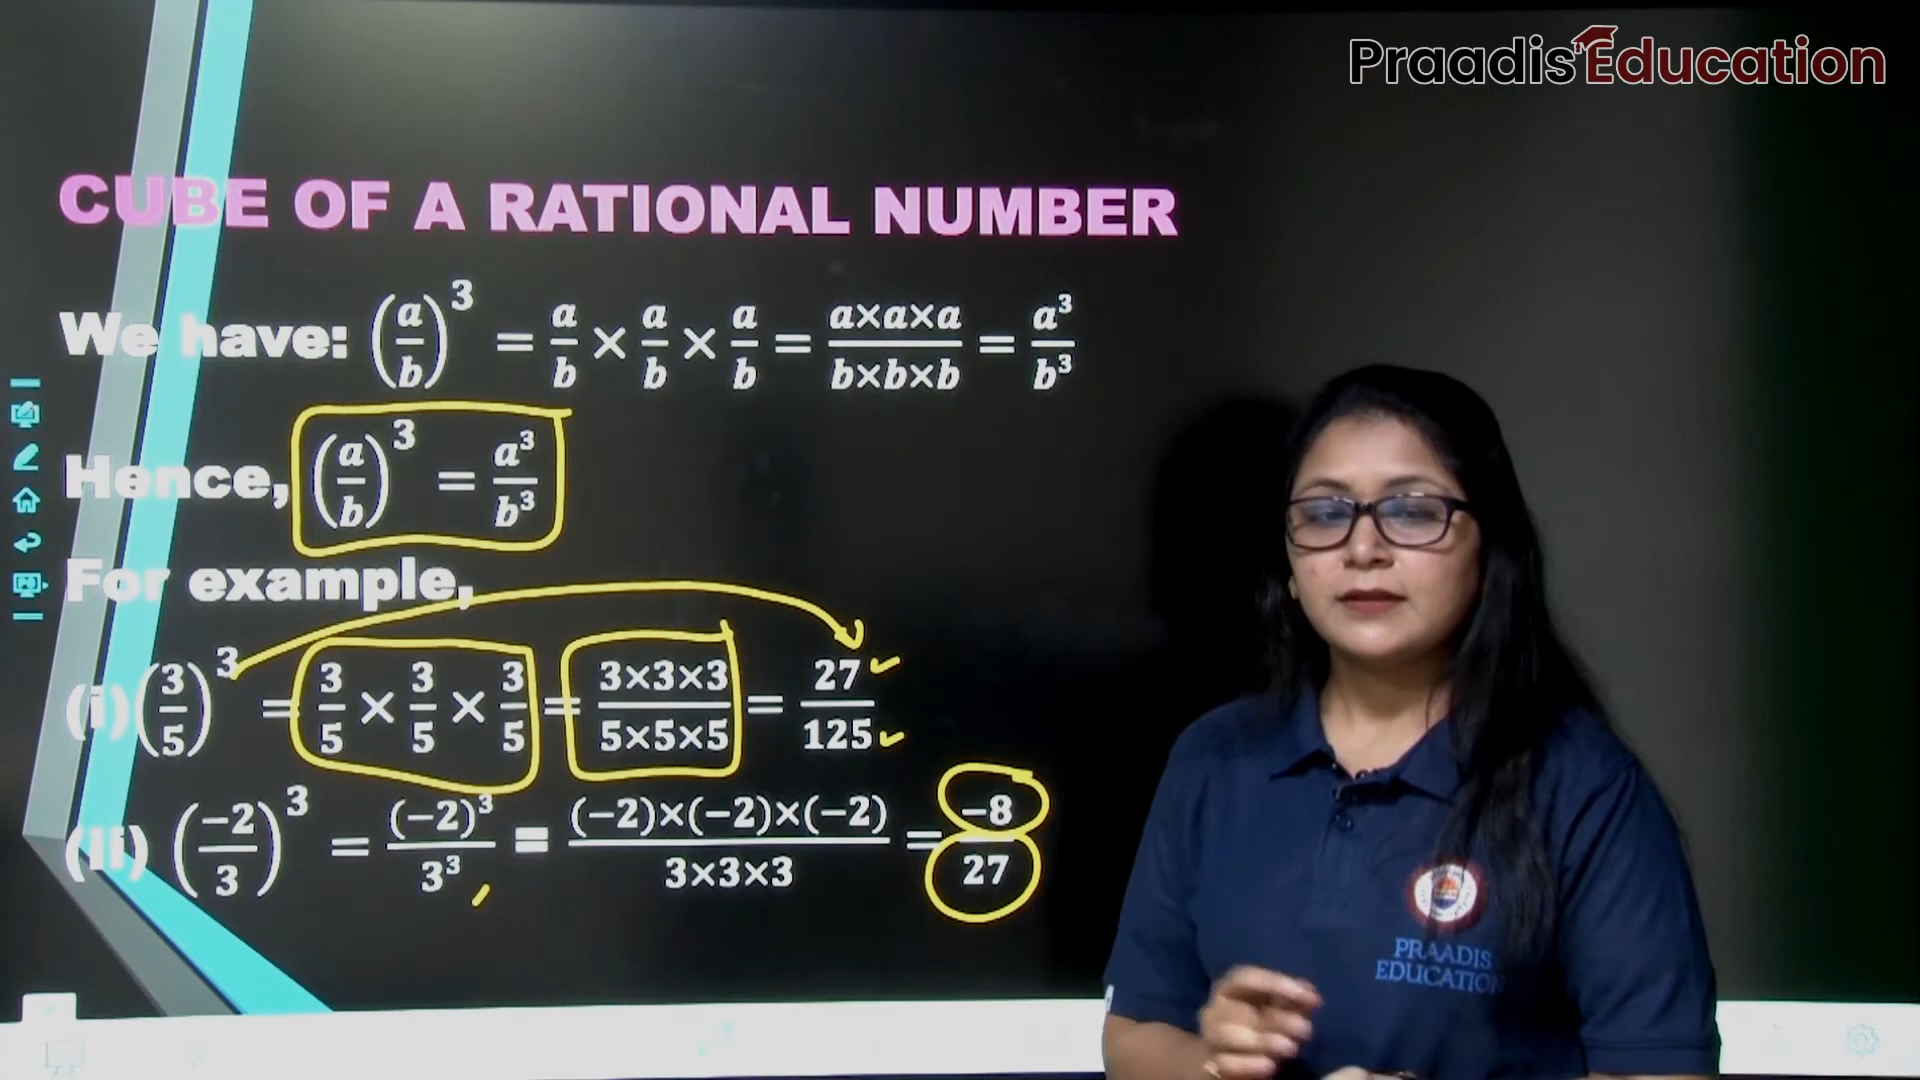 Praadis Education
CUBE OF A RATIONAL NUMBER
We have: (a/b)³ = a/b × a/b × a/b = a×a×a/b×b×b = a³/b³
Hence, (a/b)³ = a³/b³
For example,
(i) (3/5)³ = 3/5 × 3/5 × 3/5 = 3×3×3/5×5×5 = 27/125
(ii) (-2/3)³ = (-2)³/3³ = (-2)×(-2)×(-2)/3×3×3 = -8/27
PRAADIS
EDUCATION